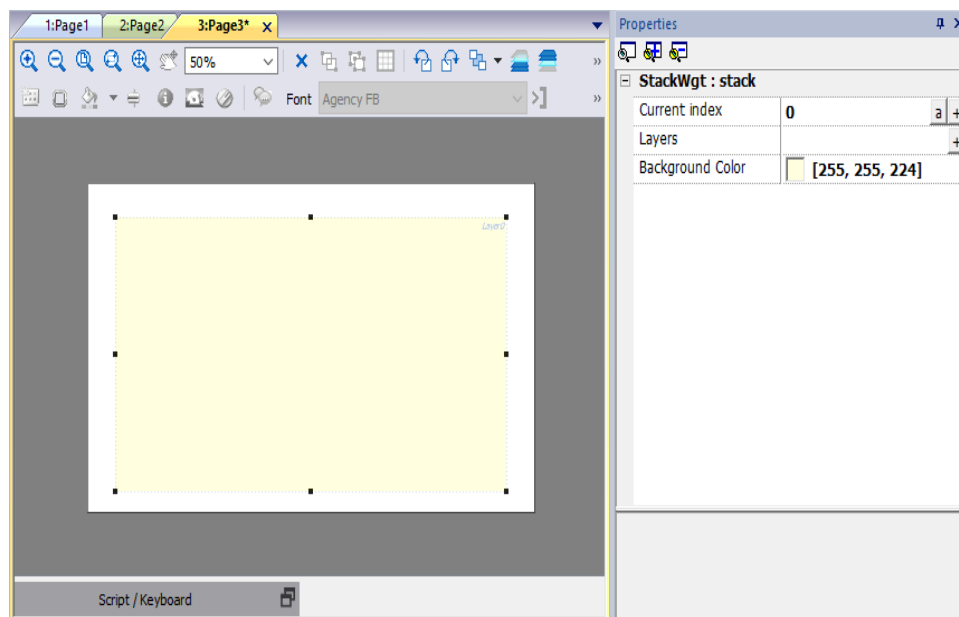 1:Page1 2:Page2 3:Page3* x
50%
Font Agency FB
Layer0
Script / Keyboard
Properties
StackWgt : stack
Current index 0 a +
Layers +
Background Color [255, 255, 224]